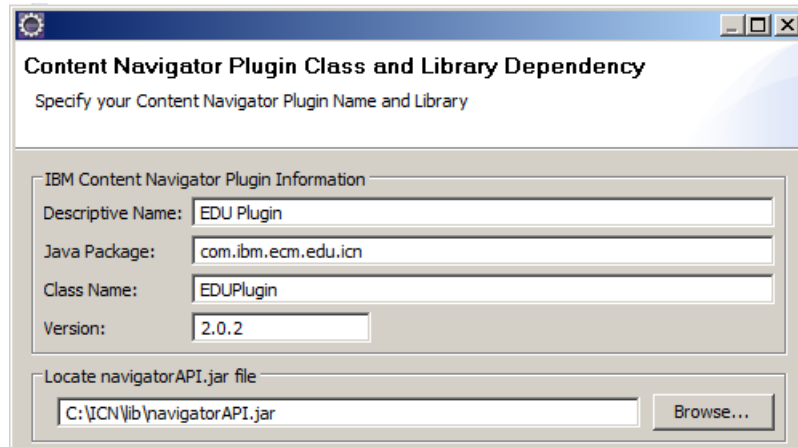 Content Navigator Plugin Class and Library Dependency
Specify your Content Navigator Plugin Name and Library
IBM Content Navigator Plugin Information
Descriptive Name: EDU Plugin
Java Package: com.ibm.ecm.edu.icn
Class Name: EDUPlugin
Version: 2.0.2
Locate navigatorAPI.jar file
C:\ICN\lib\navigatorAPI.jar Browse...